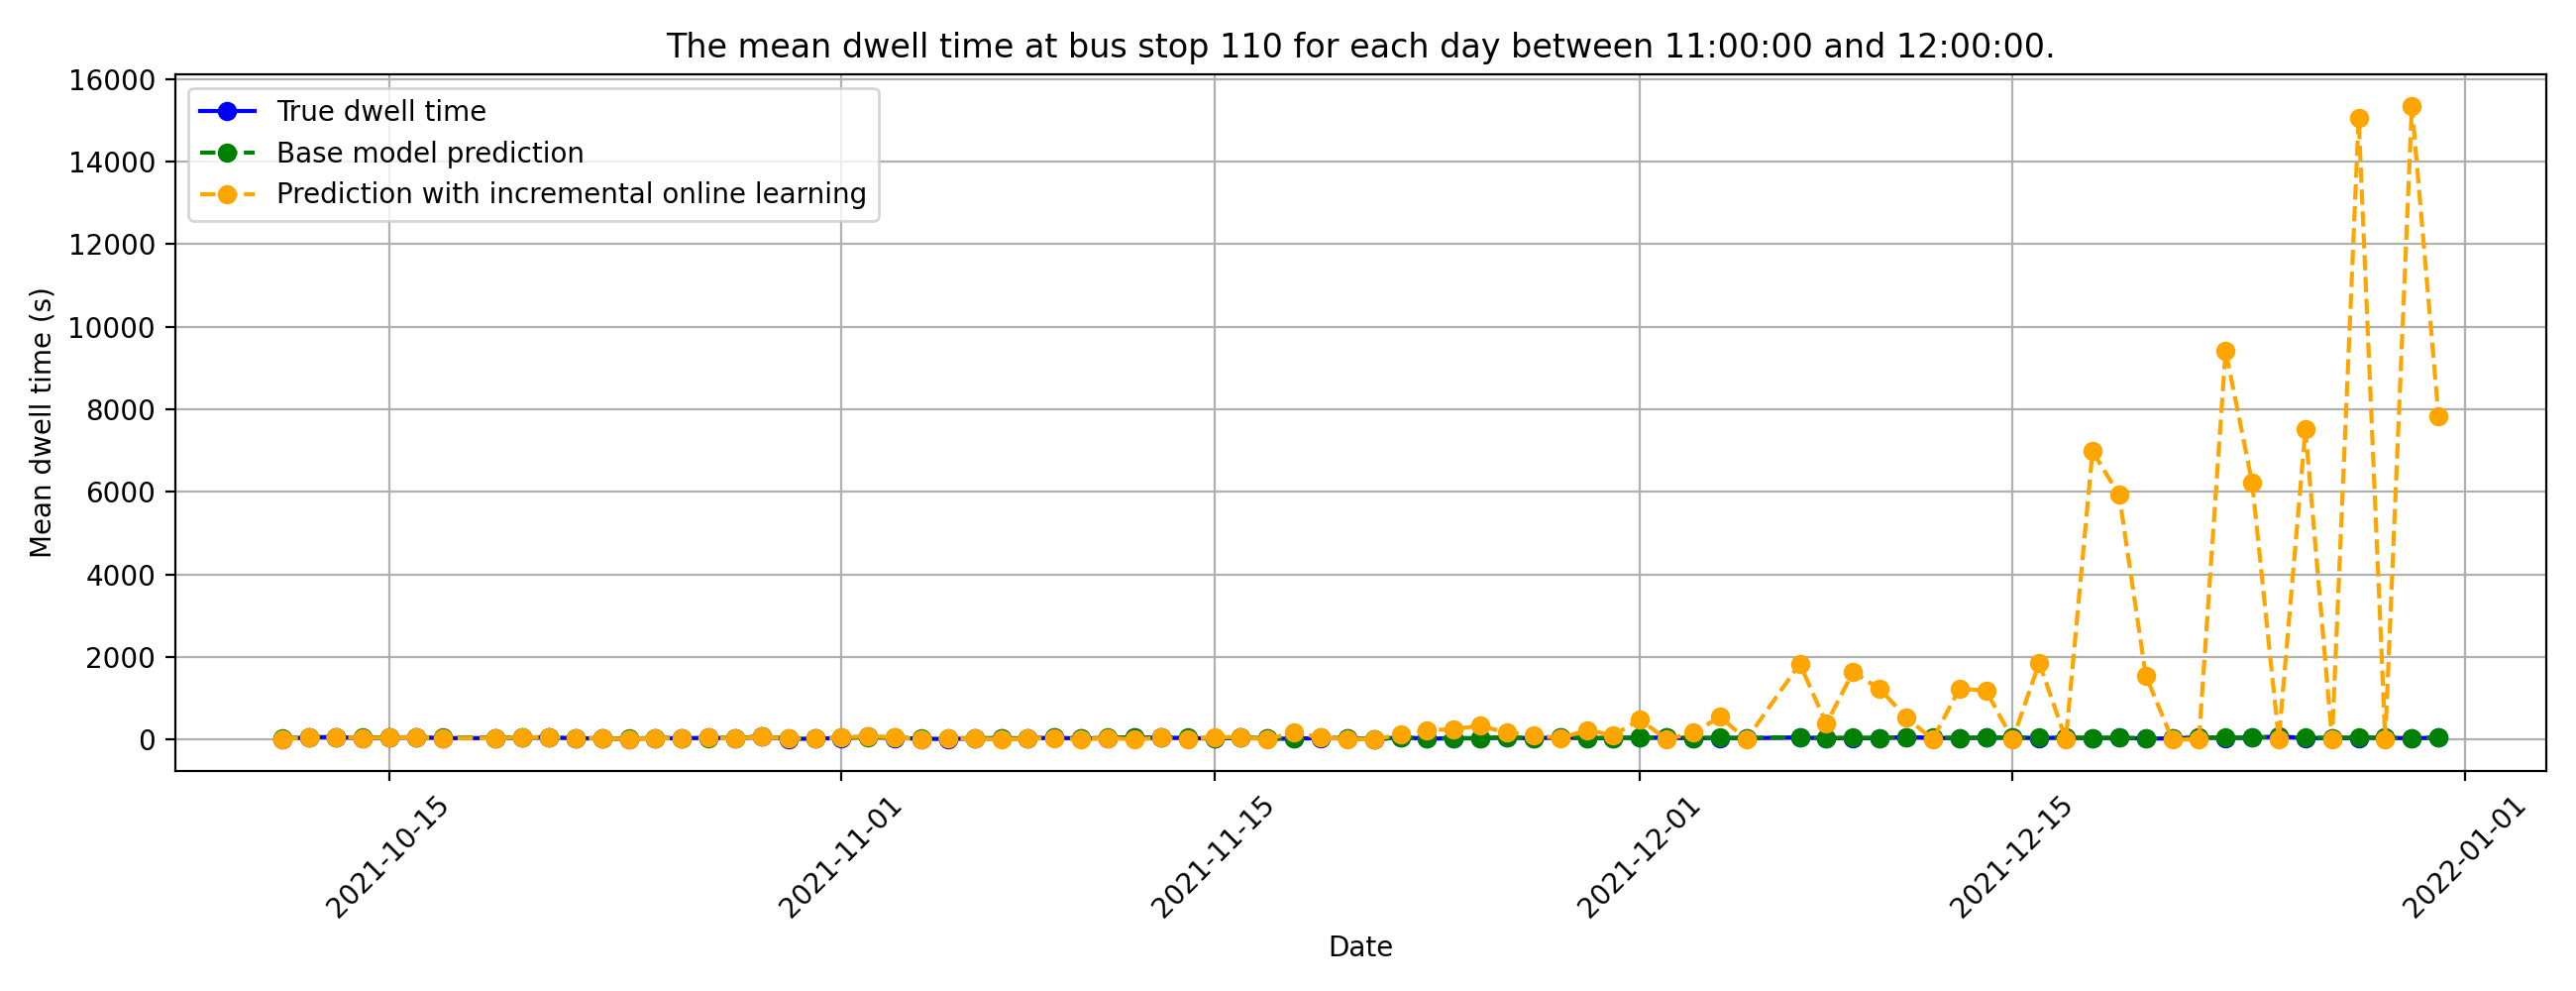 The mean dwell time at bus stop 110 for each day between 11:00:00 and 12:00:00.
True dwell time
Base model prediction
Prediction with incremental online learning
Mean dwell time (s)
16000
14000
12000
10000
8000
6000
4000
2000
0
2021-10-15
2021-11-01
2021-11-15
2021-12-01
2021-12-15
2022-01-01
Date